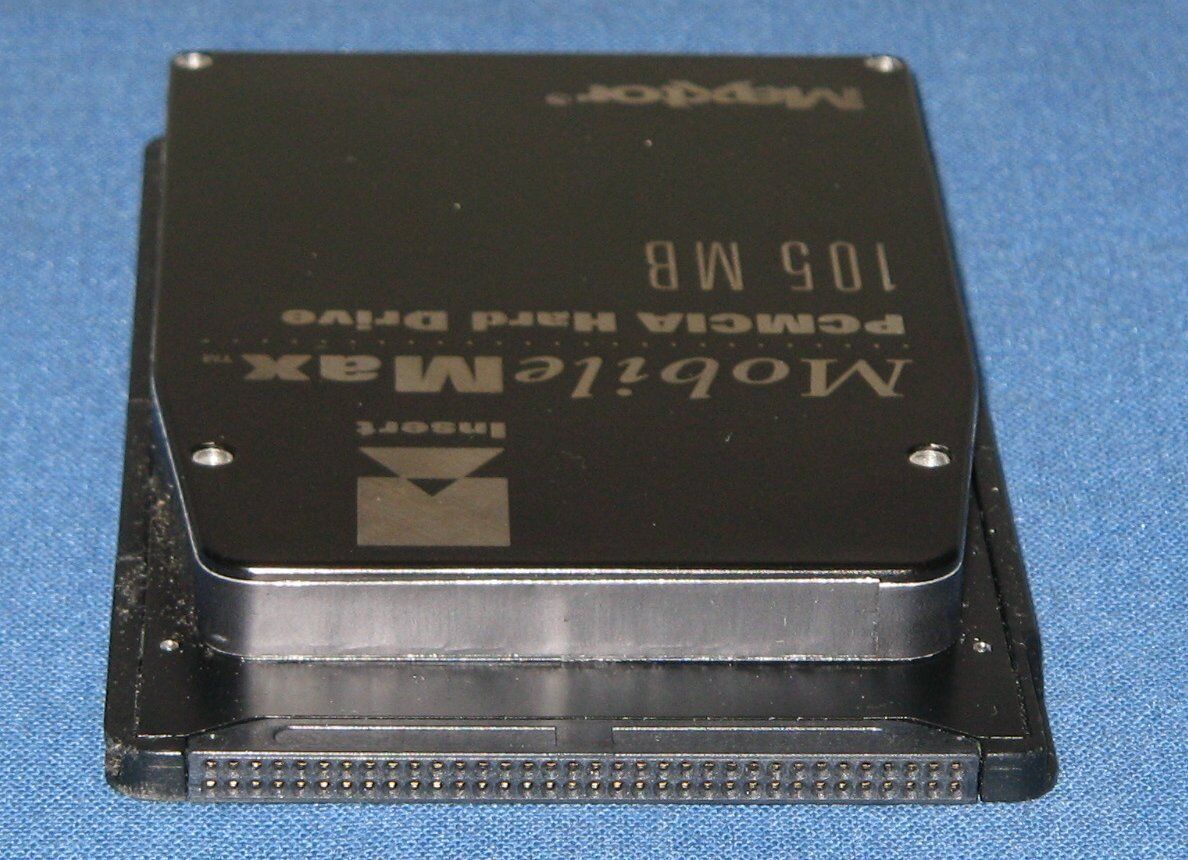 Insert
MobileMax™
PCMCIA Hard Drive
105 MB
Maxtor®